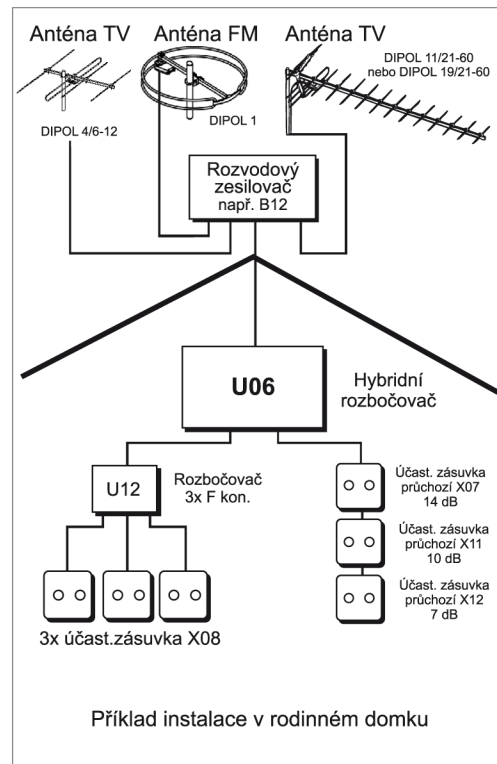 Anténa TV
Anténa FM
Anténa TV
DIPOL 11/21-60
nebo DIPOL 19/21-60
DIPOL 4/6-12
DIPOL 1
Rozvodový
zesilovač
např. B12
U06
Hybridní
rozbočovač
U12
Rozbočovač
3x F kon.
Účast. zásuvka
průchozí X07
14 dB
Účast. zásuvka
průchozí X11
10 dB
Účast. zásuvka
průchozí X12
7 dB
3x účast.zásuvka X08
Příklad instalace v rodinném domku